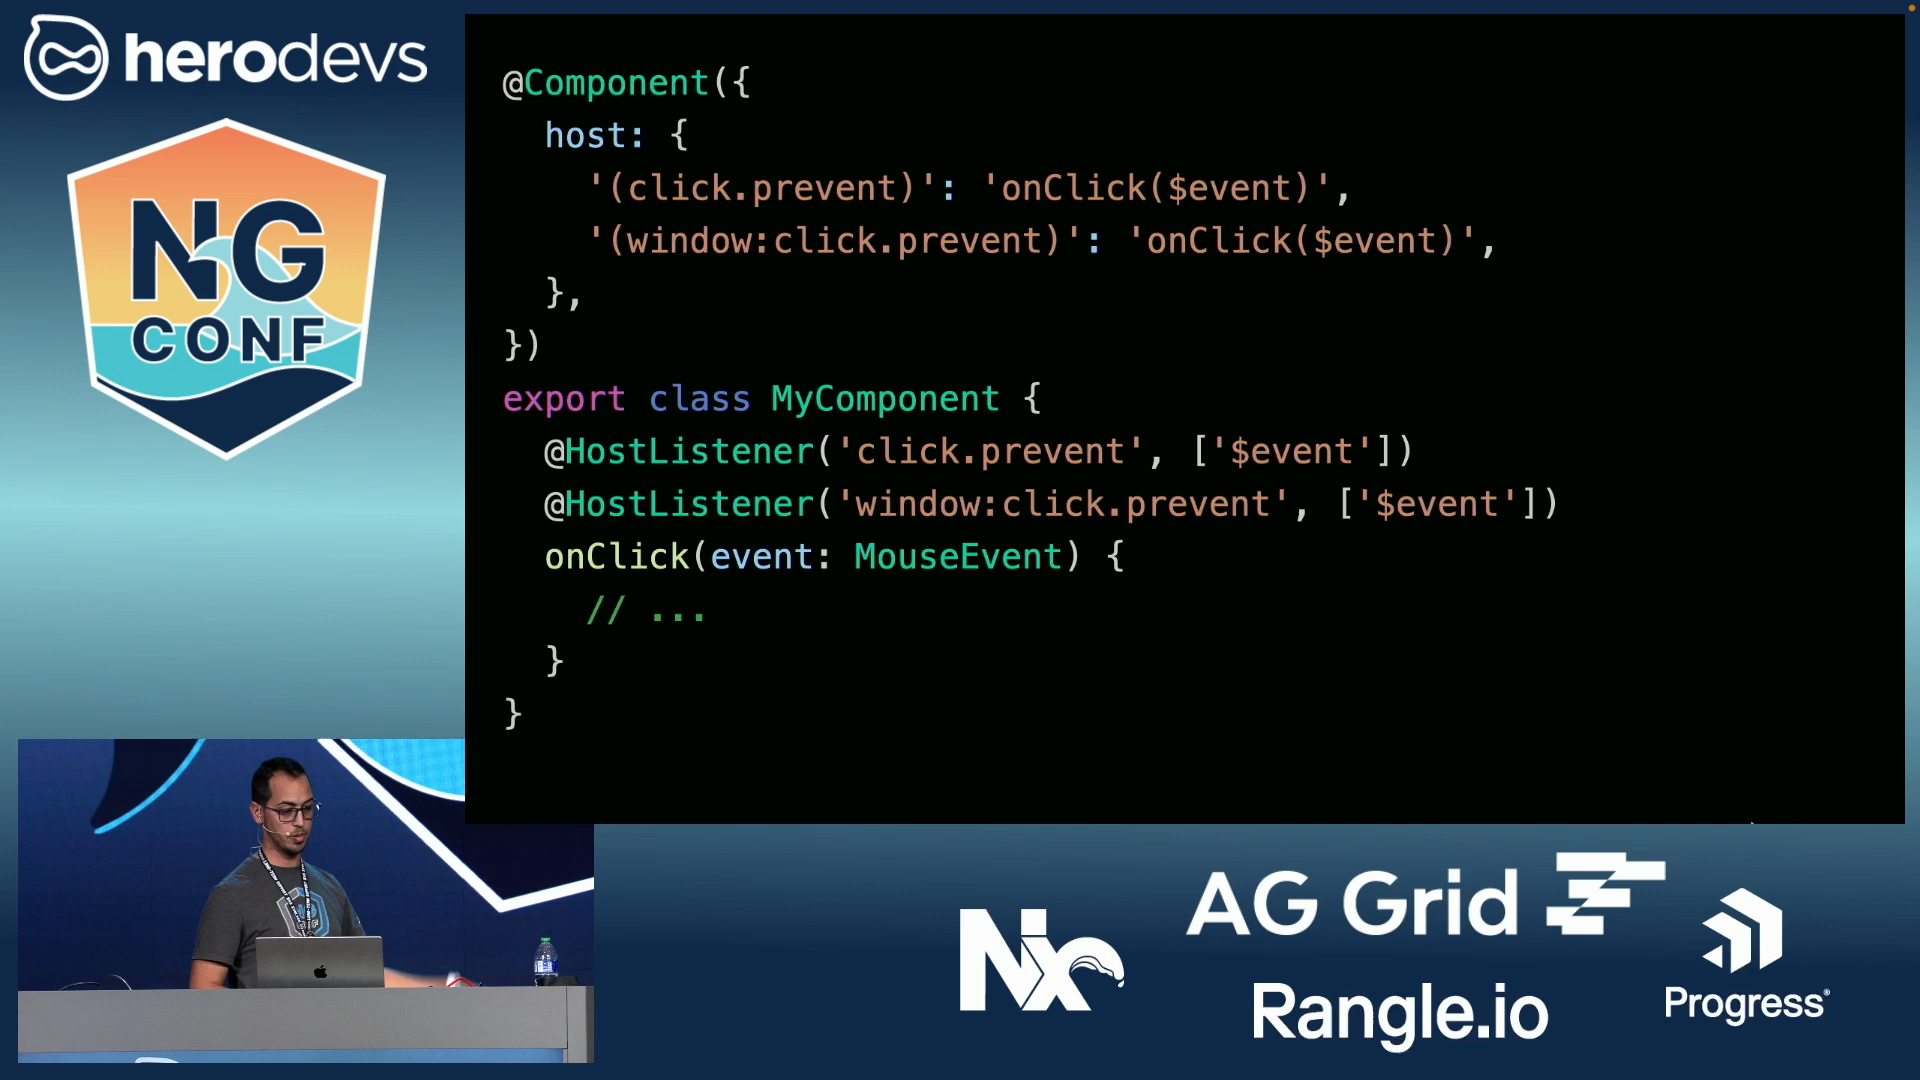 herodevs
NG
CONF
@Component({
  host: {
    '(click.prevent)': 'onClick($event)',
    '(window:click.prevent)': 'onClick($event)',
  },
})
export class MyComponent {
  @HostListener('click.prevent', ['$event'])
  @HostListener('window:click.prevent', ['$event'])
  onClick(event: MouseEvent) {
    // ...
  }
}
Nx
AG Grid
Rangle.io
Progress®